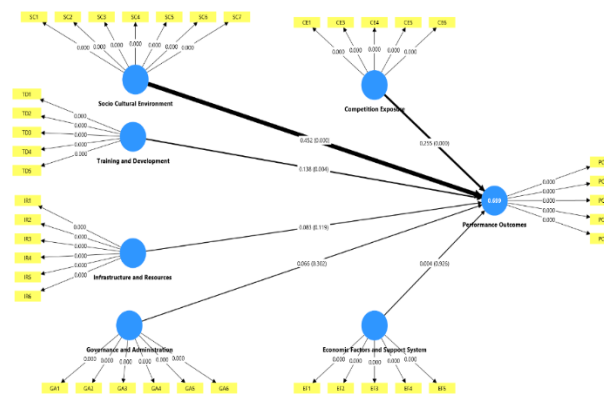 SC1 SC2 SC3 SC4 SC5 SC6 SC7
0.000 0.000 0.000 0.000 0.000 0.000 0.000
Socio Cultural Environment
CE1 CE3 CE4 CE5 CE6
0.000 0.000 0.000 0.000 0.000
Competition Exposure
TD1
TD2
TD3
TD4
TD5
0.000
0.000
0.000
0.000
0.000
Training and Development
0.452 (0.000)
0.255 (0.000)
0.138 (0.004)
IR1
IR2
IR3
IR4
IR5
IR6
0.000
0.000
0.000
0.000
0.000
0.000
Infrastructure and Resources
0.083 (0.119)
0.066 (0.302)
0.004 (0.926)
Performance Outcomes
0.000
0.000
0.000
0.000
0.000
PO
PO
PO
PO
PO
Governance and Administration
0.000 0.000 0.000 0.000 0.000 0.000
GA1 GA2 GA3 GA4 GA5 GA6
Economic Factors and Support System
0.000 0.000 0.000 0.000 0.000
EF1 EF2 EF3 EF4 EF5